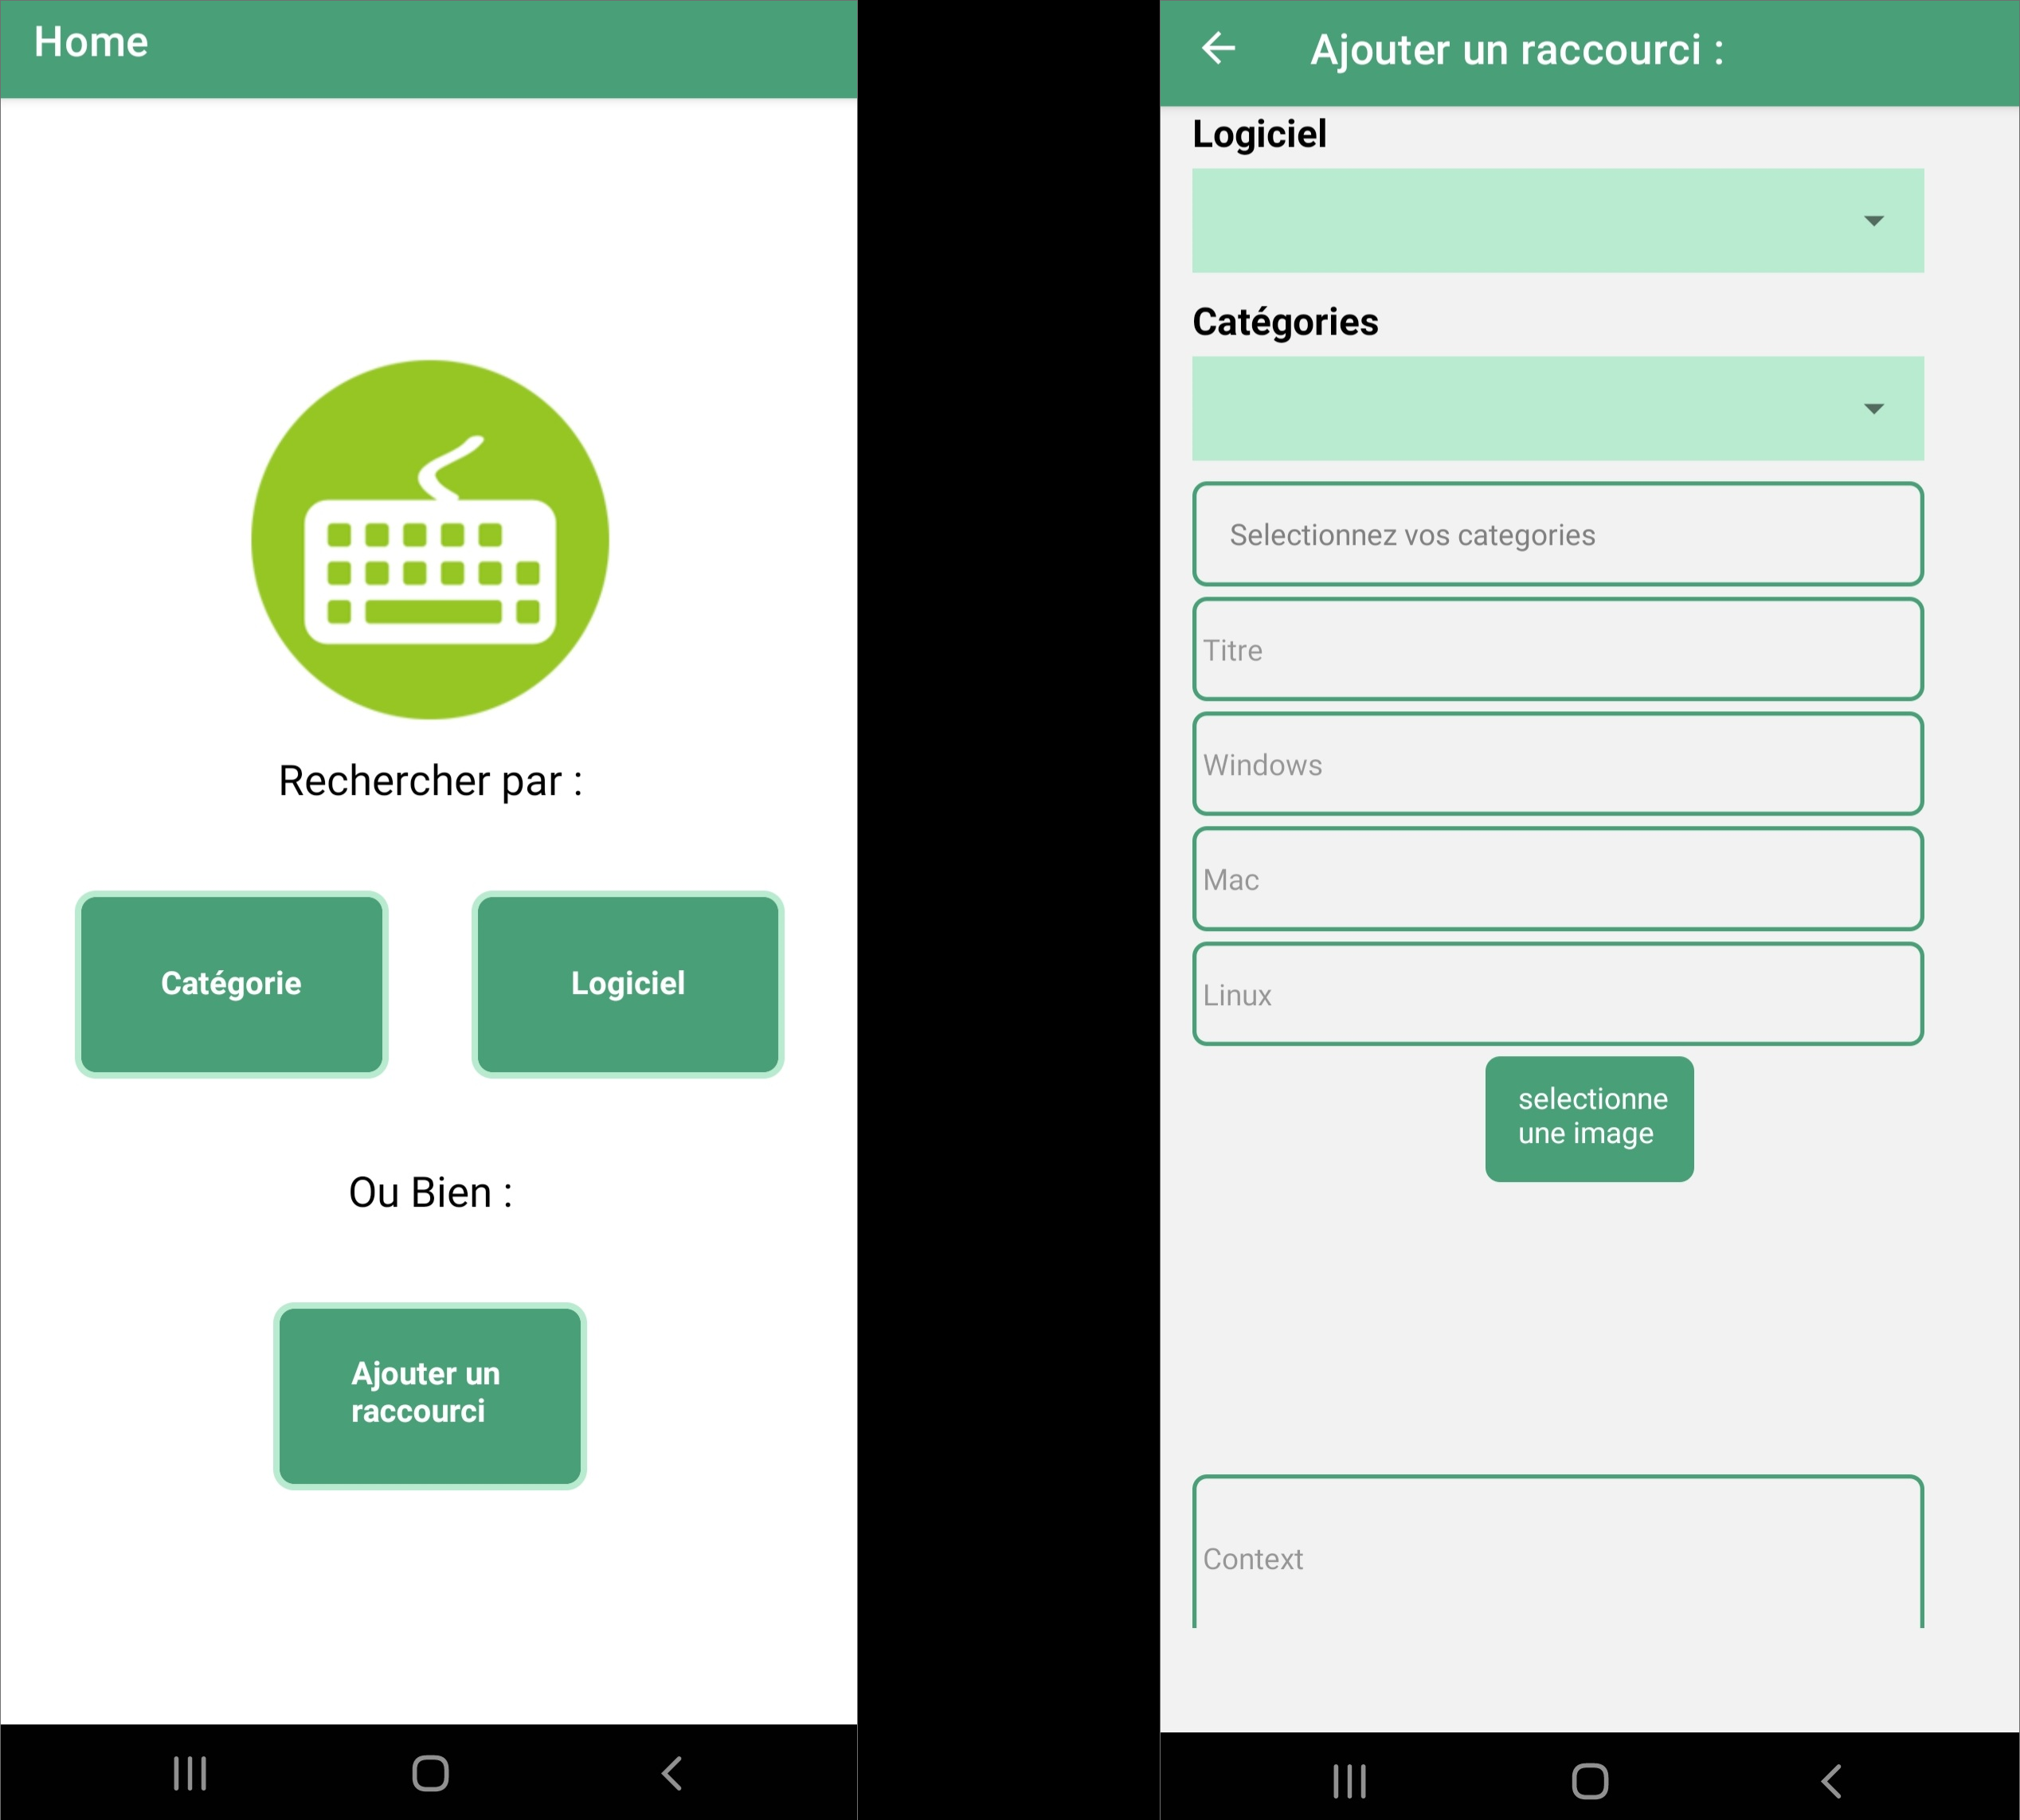 Home
Rechercher par :
Catégorie
Logiciel
Ou Bien :
Ajouter un
raccourci
Ajouter un raccourci :
Logiciel
Catégories
Selectionnez vos categories
Titre
Windows
Mac
Linux
selectionne
une image
Context